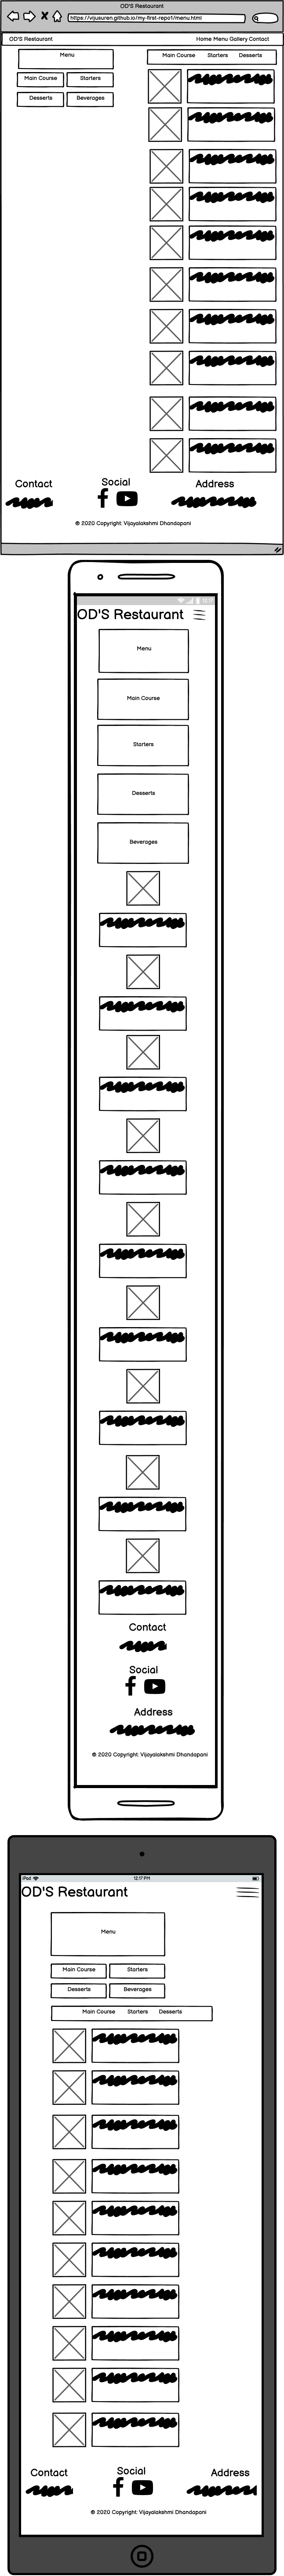 OD'S Restaurant
https://vijusuren.github.io/my-first-repo1/menu.html
OD'S Restaurant Home Menu Gallery Contact
Menu
Main Course Starters
Desserts Beverages
Main Course Starters Desserts
Contact Social Address
© 2020 Copyright: Vijayalakshmi Dhandapani
OD'S Restaurant
Menu
Main Course
Starters
Desserts
Beverages
Contact
Social
Address
© 2020 Copyright: Vijayalakshmi Dhandapani
iPad 12:17 PM
OD'S Restaurant
Menu
Main Course Starters
Desserts Beverages
Main Course Starters Desserts
Contact Social Address
© 2020 Copyright: Vijayalakshmi Dhandapani